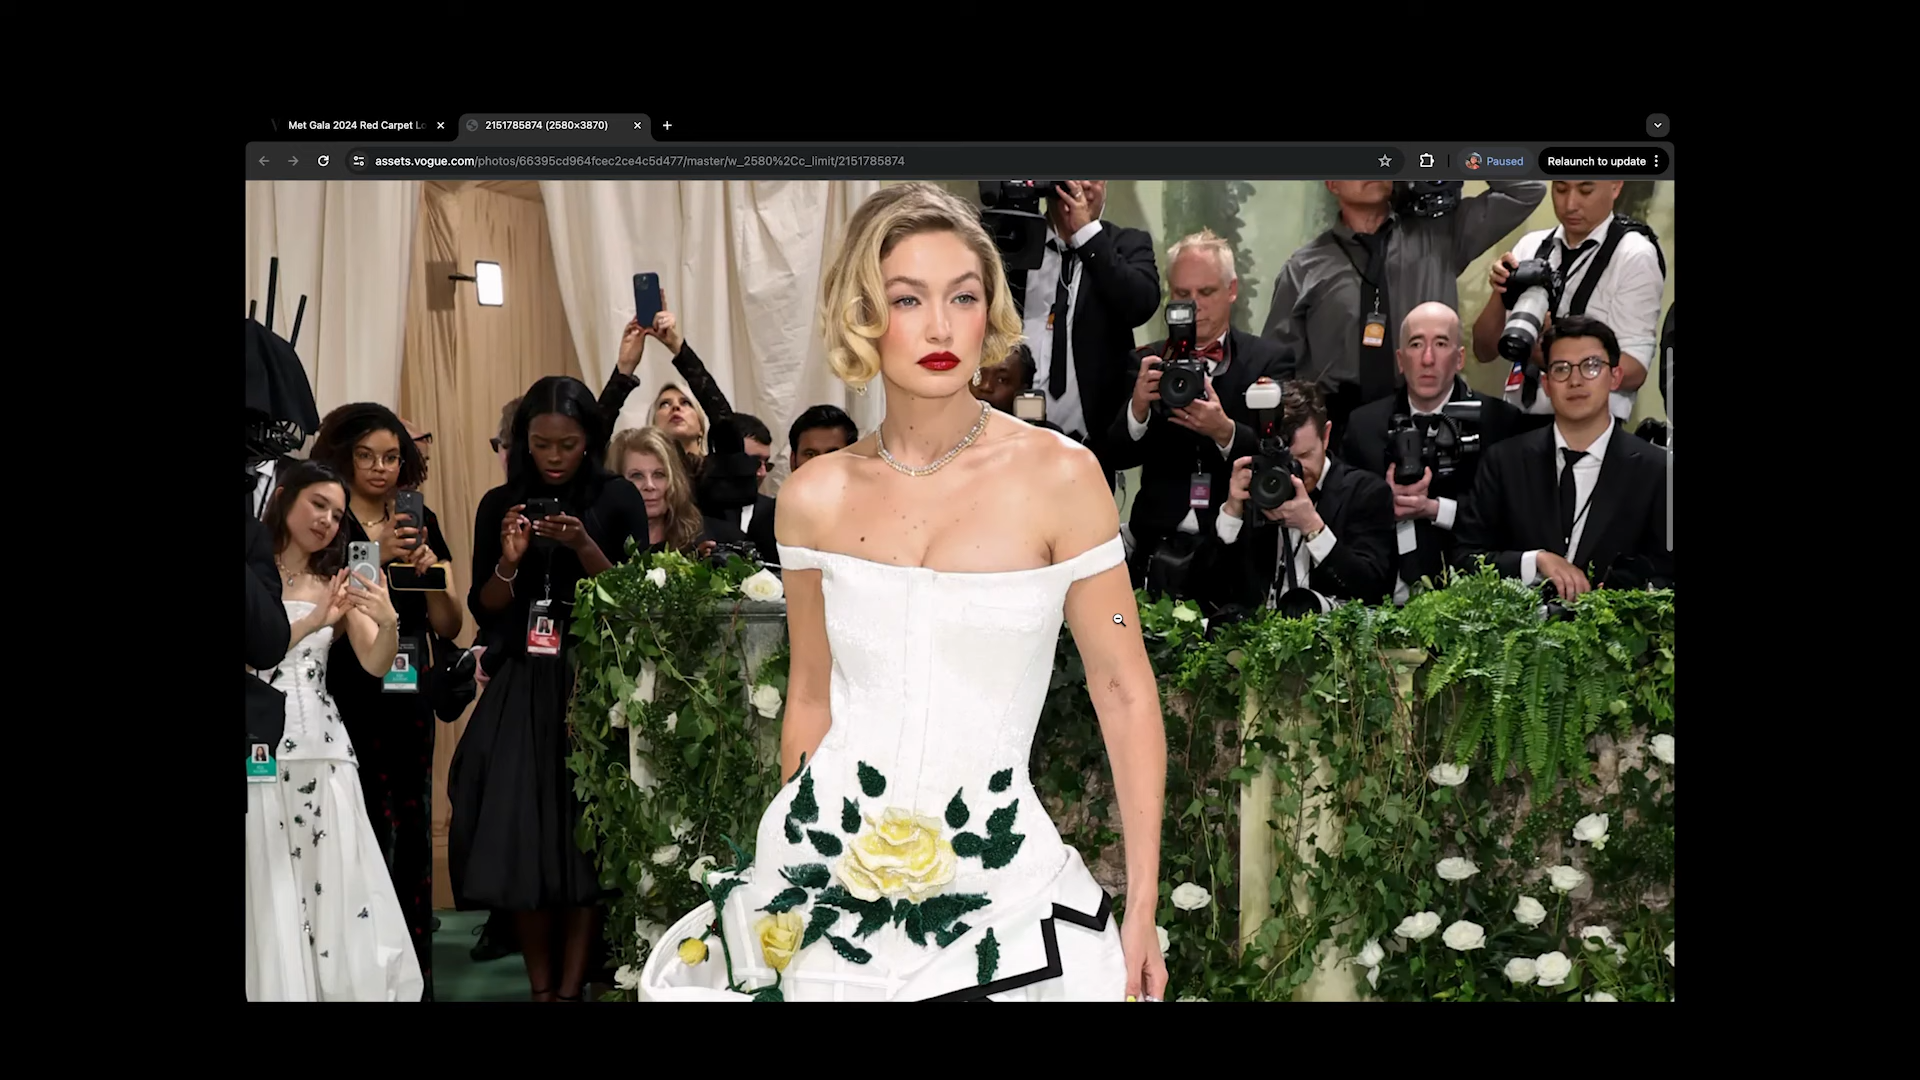 Met Gala 2024 Red Carpet Lo
2151785874 (2580×3870)
assets.vogue.com/photos/66395cd964fcec2ce4c5d477/master/w_2580%2Cc_limit/2151785874
Paused
Relaunch to update